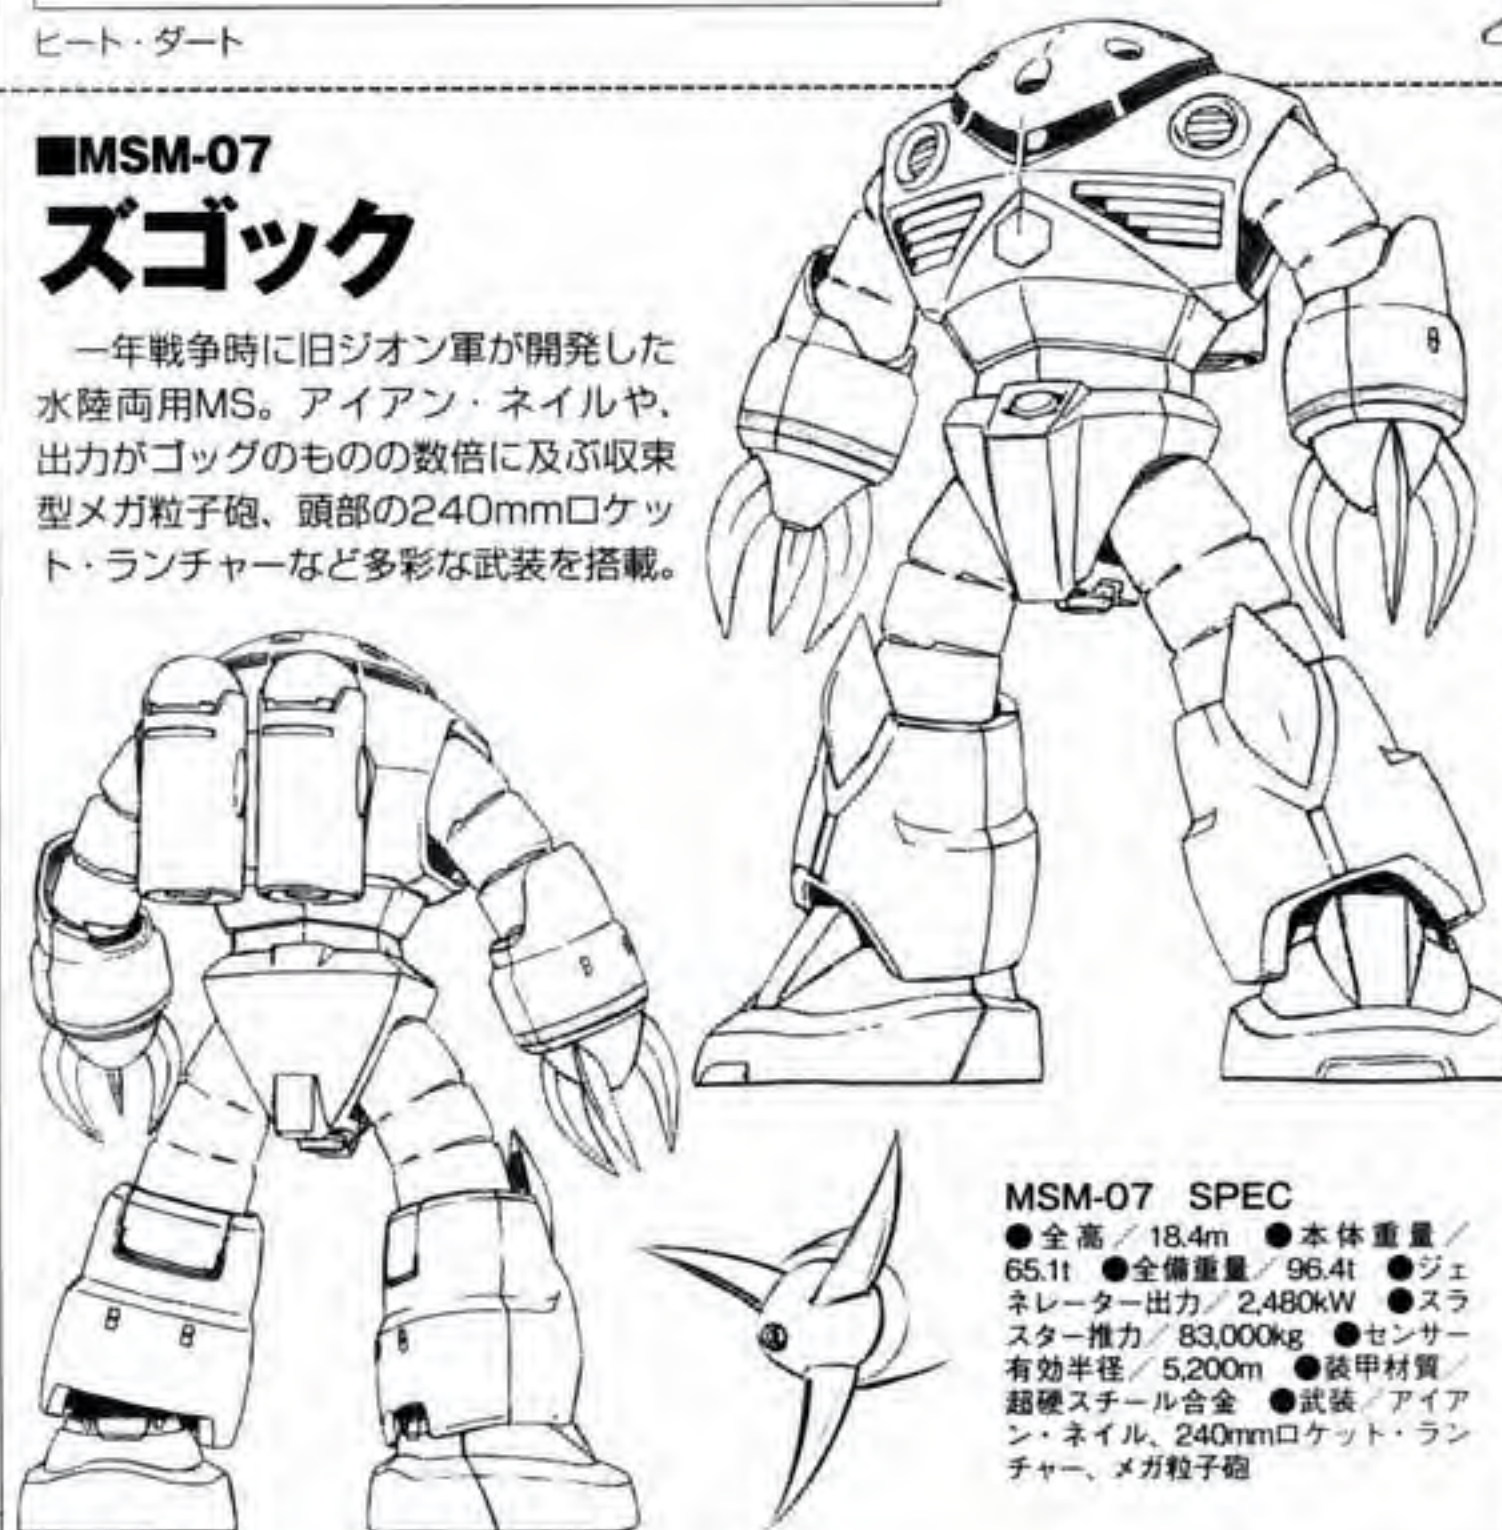 ヒート・ダート
■MSM-07
ズゴック
一年戦争時に旧ジオン軍が開発した
水陸両用MS。アイアン・ネイルや、
出力がゴッグのものの数倍に及ぶ収束
型メガ粒子砲、頭部の240mmロケッ
ト・ランチャーなど多彩な武装を搭載。
MSM-07 SPEC
●全高／18.4m ●本体重量／
65.1t ●全備重量／96.4t ●ジェ
ネレーター出力／2,480kW ●スラ
スター推力／83,000kg ●センサー
有効半径／5,200m ●装甲材質／
超硬スチール合金 ●武装／アイア
ン・ネイル、240mmロケット・ラン
チャー、メガ粒子砲